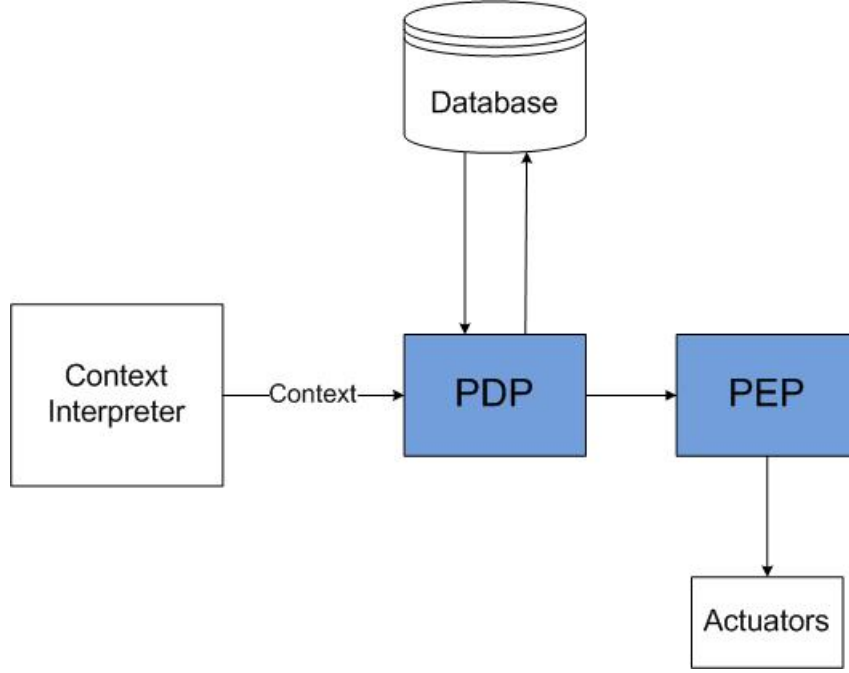 Database
Context
Interpreter
Context
PDP
PEP
Actuators